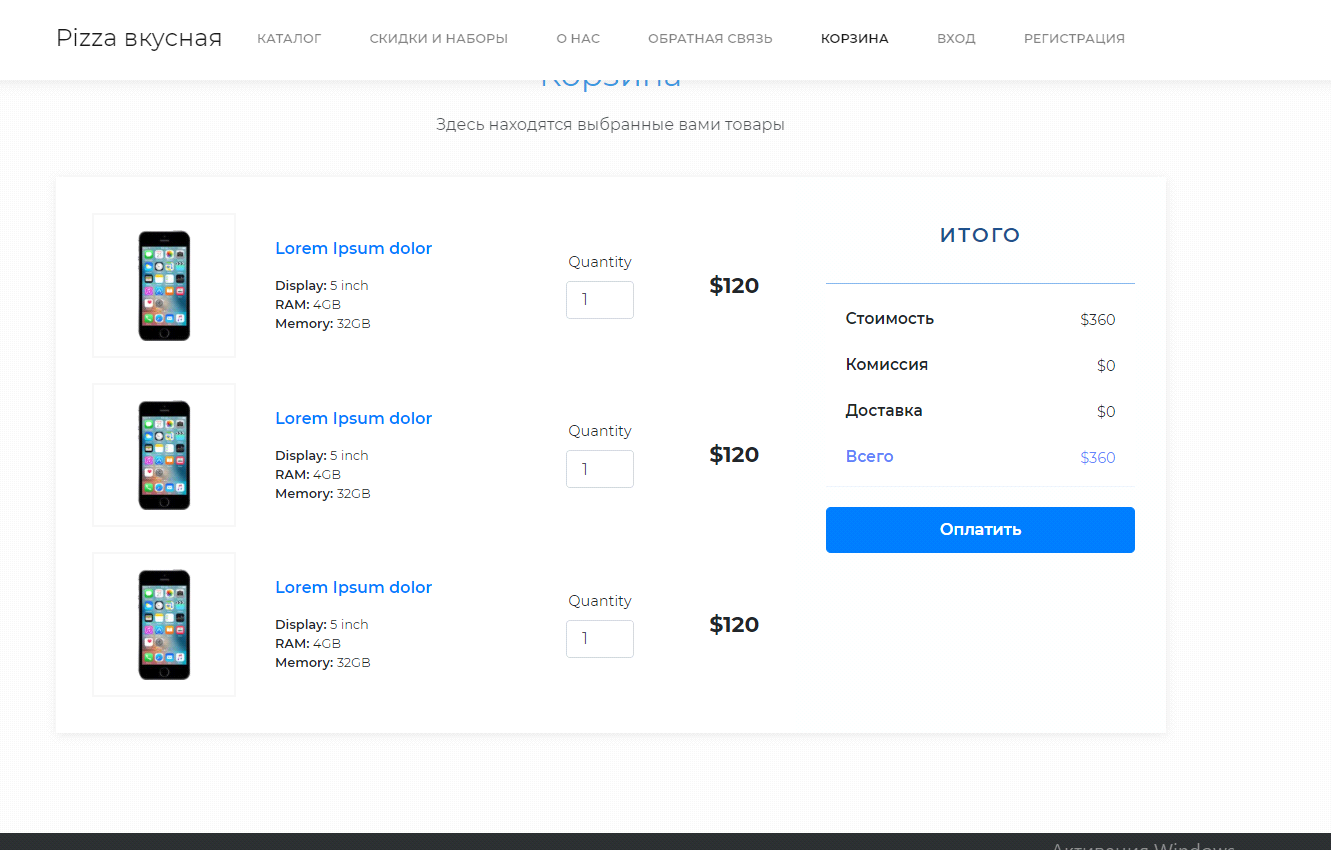 Pizza вкусная КАТАЛОГ СКИДКИ И НАБОРЫ О НАС ОБРАТНАЯ СВЯЗЬ КОРЗИНА ВХОД РЕГИСТРАЦИЯ
Корзина
Здесь находятся выбранные вами товары
Lorem Ipsum dolor
Display: 5 inch
RAM: 4GB
Memory: 32GB
Quantity
1
$120
Lorem Ipsum dolor
Display: 5 inch
RAM: 4GB
Memory: 32GB
Quantity
1
$120
Lorem Ipsum dolor
Display: 5 inch
RAM: 4GB
Memory: 32GB
Quantity
1
$120
ИТОГО
Стоимость $360
Комиссия $0
Доставка $0
Всего $360
Оплатить
Активация Windows